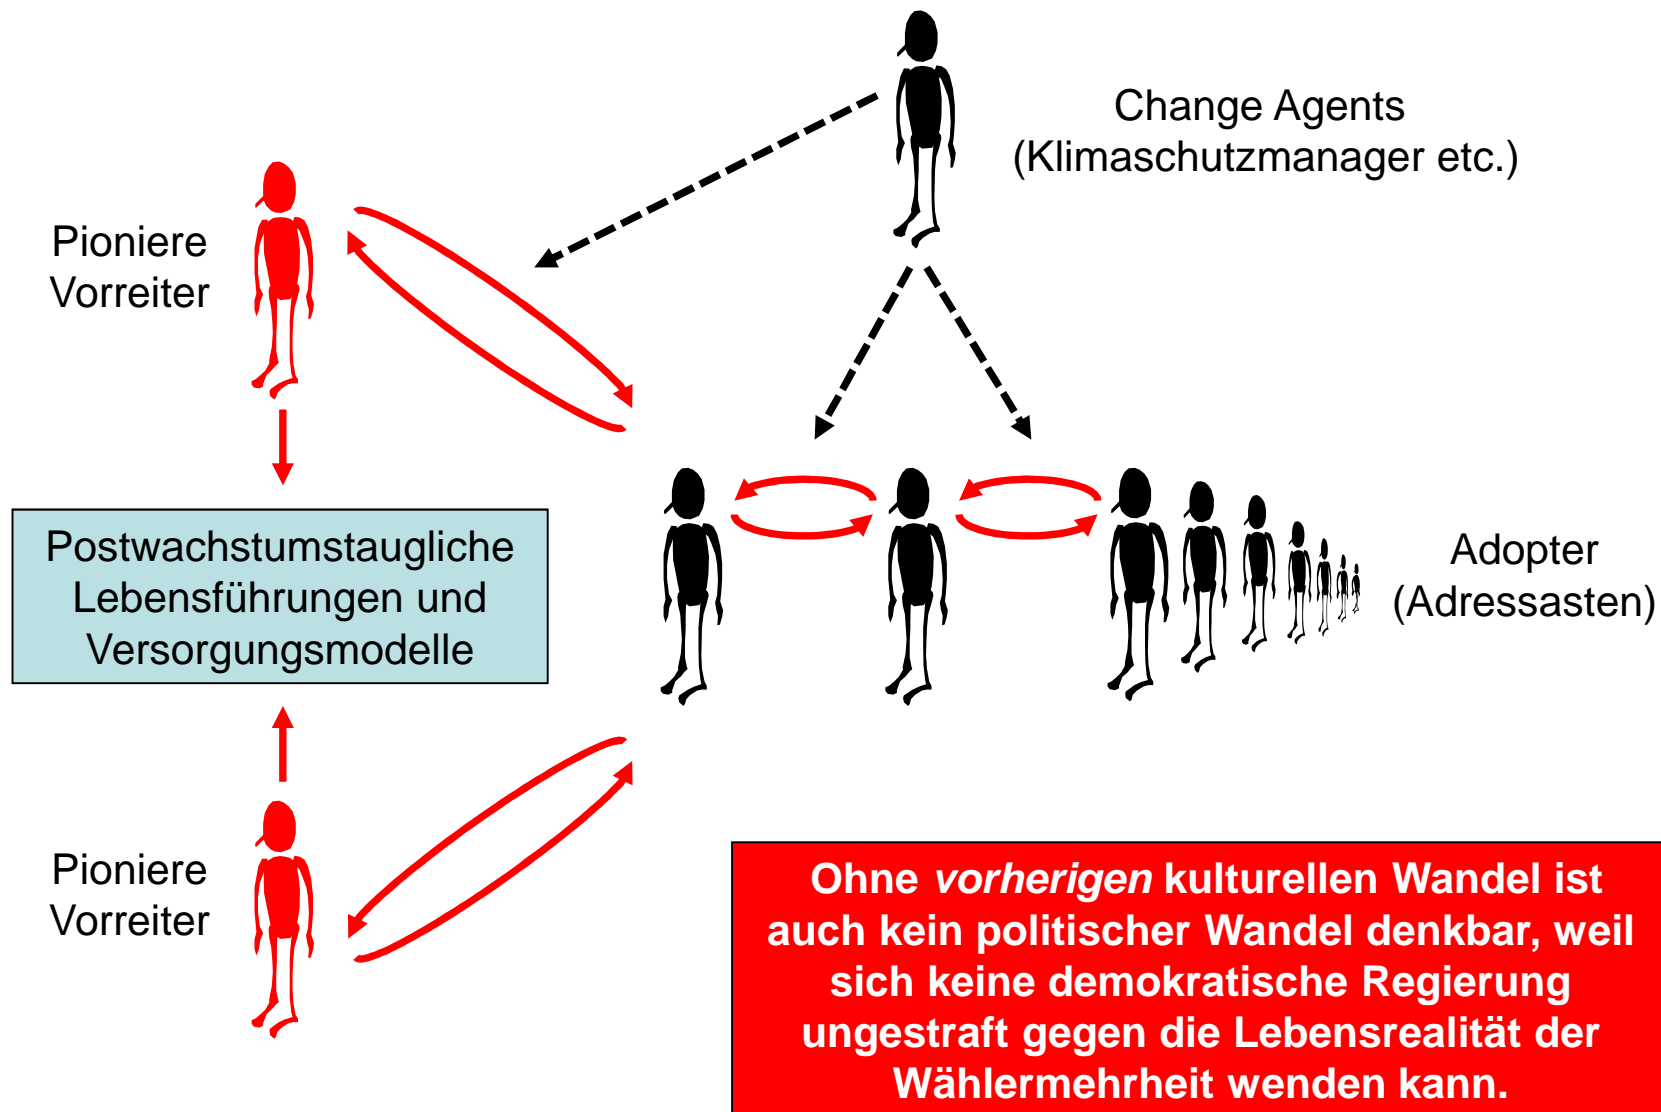 Change Agents
(Klimaschutzmanager etc.)
Pioniere
Vorreiter
Postwachstumstaugliche
Lebensführungen und
Versorgungsmodelle
Adopter
(Adressasten)
Pioniere
Vorreiter
Ohne vorherigen kulturellen Wandel ist
auch kein politischer Wandel denkbar, weil
sich keine demokratische Regierung
ungestraft gegen die Lebensrealität der
Wählermehrheit wenden kann.